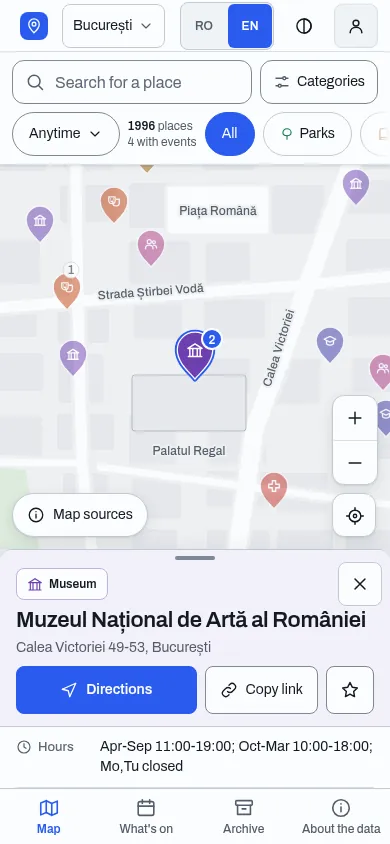 București
RO
EN
Search for a place
Categories
Anytime
1996 places
4 with events
All
Parks
Piața Română
1
Strada Știrbei Vodă
Calea Victoriei
2
Palatul Regal
Map sources
Museum
Muzeul Național de Artă al României
Calea Victoriei 49-53, București
Directions
Copy link
Hours
Apr-Sep 11:00-19:00; Oct-Mar 10:00-18:00;
Mo,Tu closed
Map
What's on
Archive
About the data